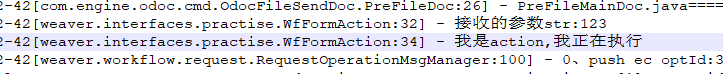 2-42[com.engine.odoc.cmd.OdocFileSendDoc.PreFileDoc:26] - PreFileMainDoc.java====
2-42[weaver.interfaces.practise.WfFormAction:32] - 接收的参数str:123
2-42[weaver.interfaces.practise.WfFormAction:34] - 我是action,我正在执行
2-42[weaver.workflow.request.RequestOperationMsgManager:100] - 0、push ec optId:3